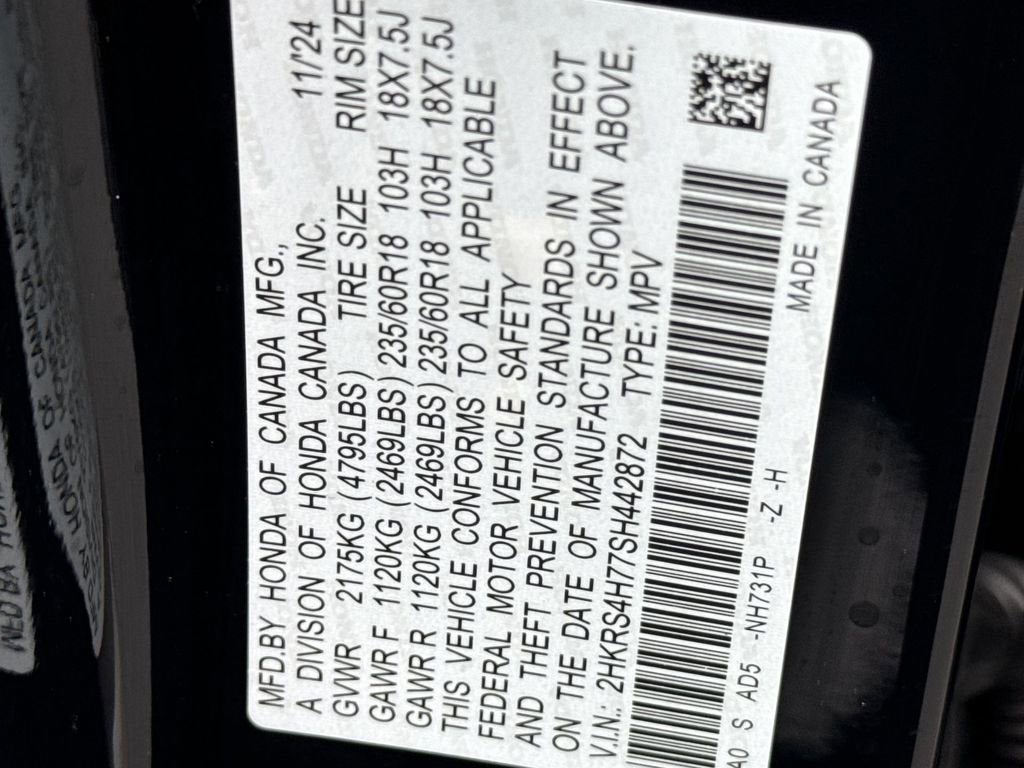 MFD.BY HONDA OF CANADA MFG.,
A DIVISION OF HONDA CANADA INC. 11/'24
GVWR 2175KG (4795LBS) TIRE SIZE RIM SIZE
GAWR F 1120KG (2469LBS) 235/60R18 103H 18X7.5J
GAWR R 1120KG (2469LBS) 235/60R18 103H 18X7.5J
THIS VEHICLE CONFORMS TO ALL APPLICABLE
FEDERAL MOTOR VEHICLE SAFETY
AND THEFT PREVENTION STANDARDS IN EFFECT
ON THE DATE OF MANUFACTURE SHOWN ABOVE.
V.I.N.: 2HKRS4H77SH442872 TYPE: MPV
A0 S AD5 -NH731P -Z -H
MADE IN CANADA